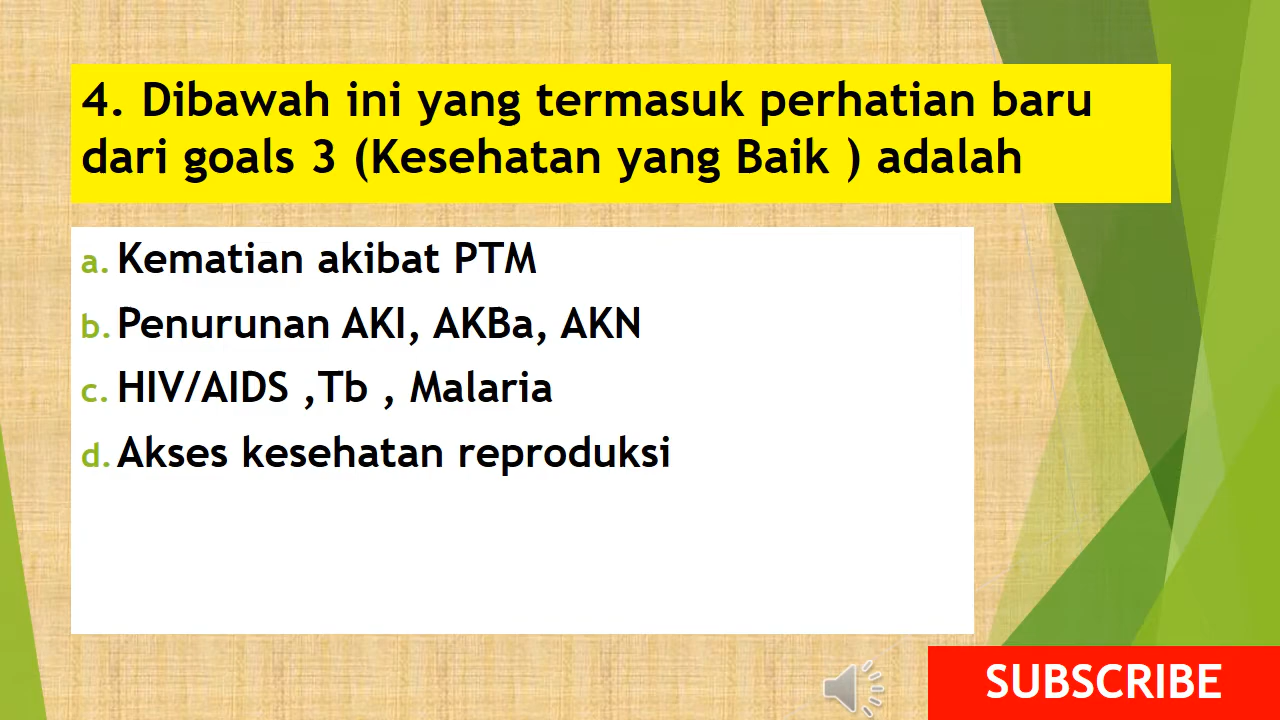 4. Dibawah ini yang termasuk perhatian baru
dari goals 3 (Kesehatan yang Baik ) adalah
a. Kematian akibat PTM
b. Penurunan AKI, AKBa, AKN
c. HIV/AIDS ,Tb , Malaria
d. Akses kesehatan reproduksi
SUBSCRIBE